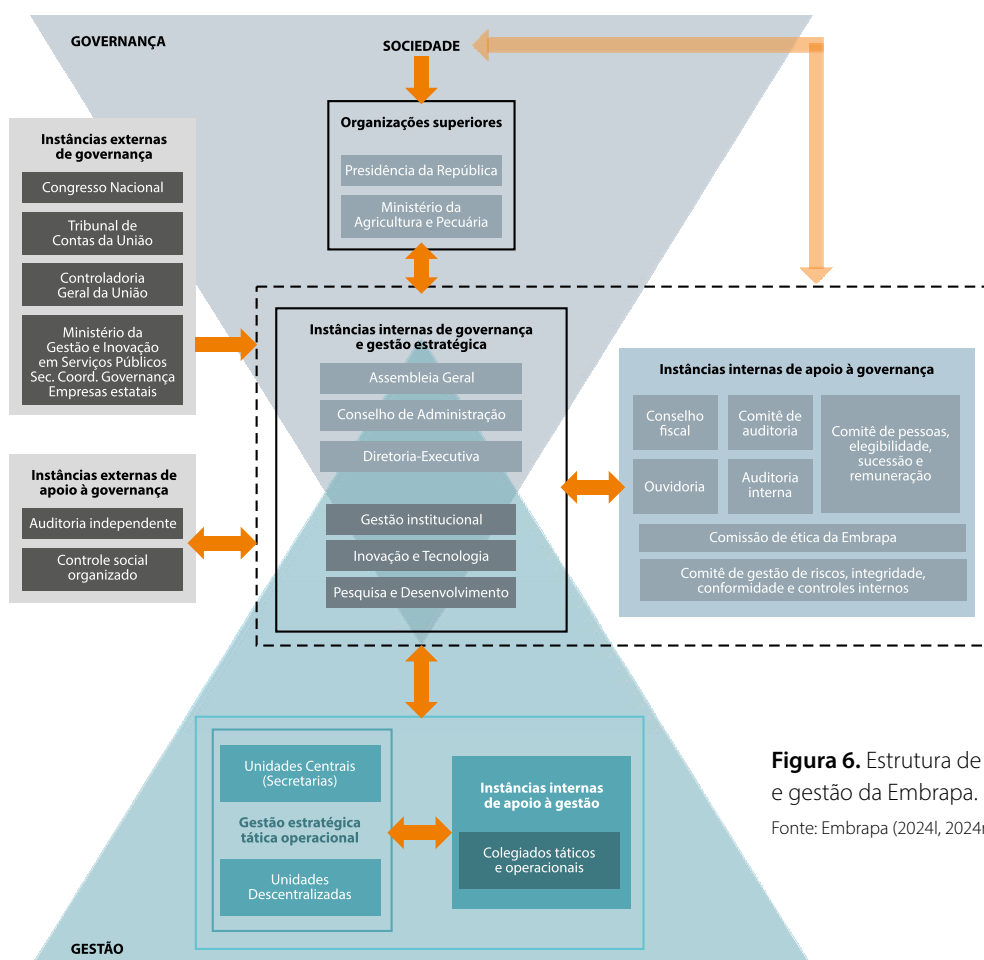 GOVERNANÇA
SOCIEDADE
Organizações superiores
Presidência da República
Ministério da
Agricultura e Pecuária
Instâncias externas
de governança
Congresso Nacional
Tribunal de
Contas da União
Controladoria
Geral da União
Ministério da
Gestão e Inovação
em Serviços Públicos
Sec. Coord. Governança
Empresas estatais
Instâncias externas de
apoio à governança
Auditoria independente
Controle social
organizado
Instâncias internas de governança
e gestão estratégica
Assembleia Geral
Conselho de Administração
Diretoria-Executiva
Gestão institucional
Inovação e Tecnologia
Pesquisa e Desenvolvimento
Instâncias internas de apoio à governança
Conselho
fiscal
Comitê de
auditoria
Comitê de pessoas,
elegibilidade,
sucessão e
remuneração
Ouvidoria
Auditoria
interna
Comissão de ética da Embrapa
Comitê de gestão de riscos, integridade,
conformidade e controles internos
Unidades Centrais
(Secretarias)
Gestão estratégica
tática operacional
Unidades
Descentralizadas
Instâncias internas
de apoio à gestão
Colegiados táticos
e operacionais
GESTÃO
Figura 6. Estrutura de
e gestão da Embrapa.
Fonte: Embrapa (2024l,